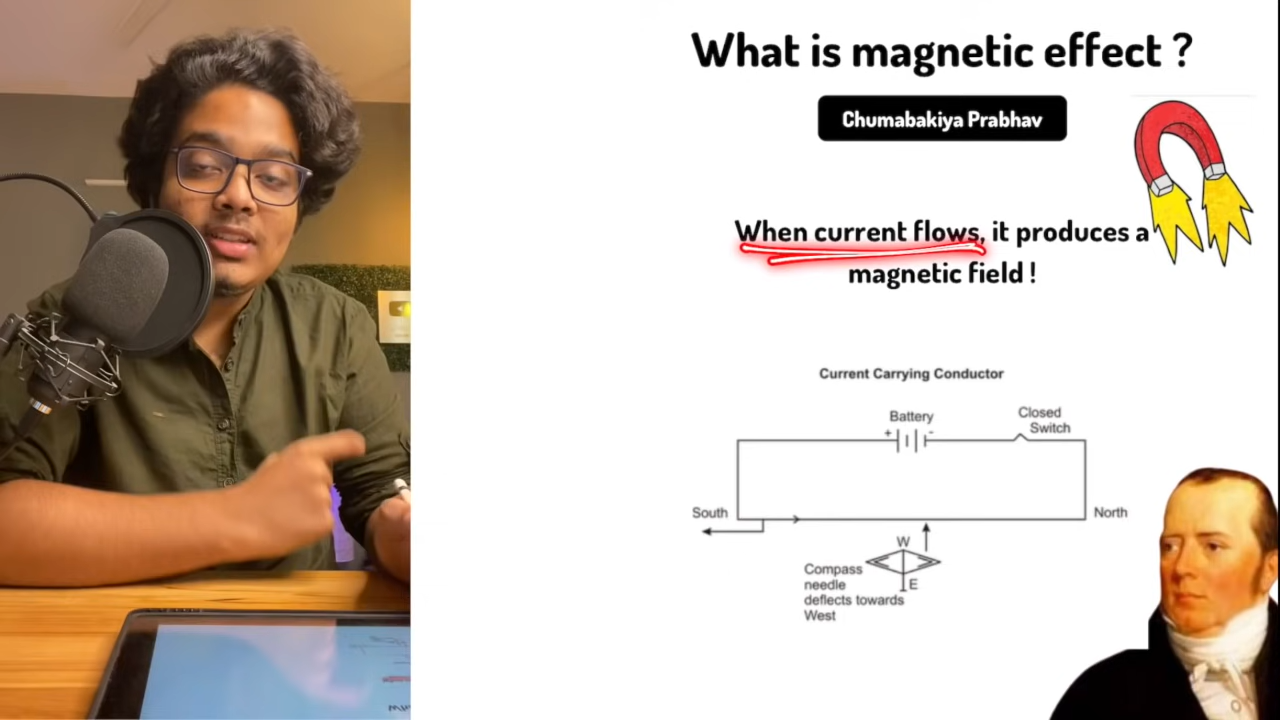 What is magnetic effect ?
Chumabakiya Prabhav
When current flows, it produces a
magnetic field !
Current Carrying Conductor
Battery
+ -
Closed
Switch
South
North
W
E
Compass
needle
deflects towards
West